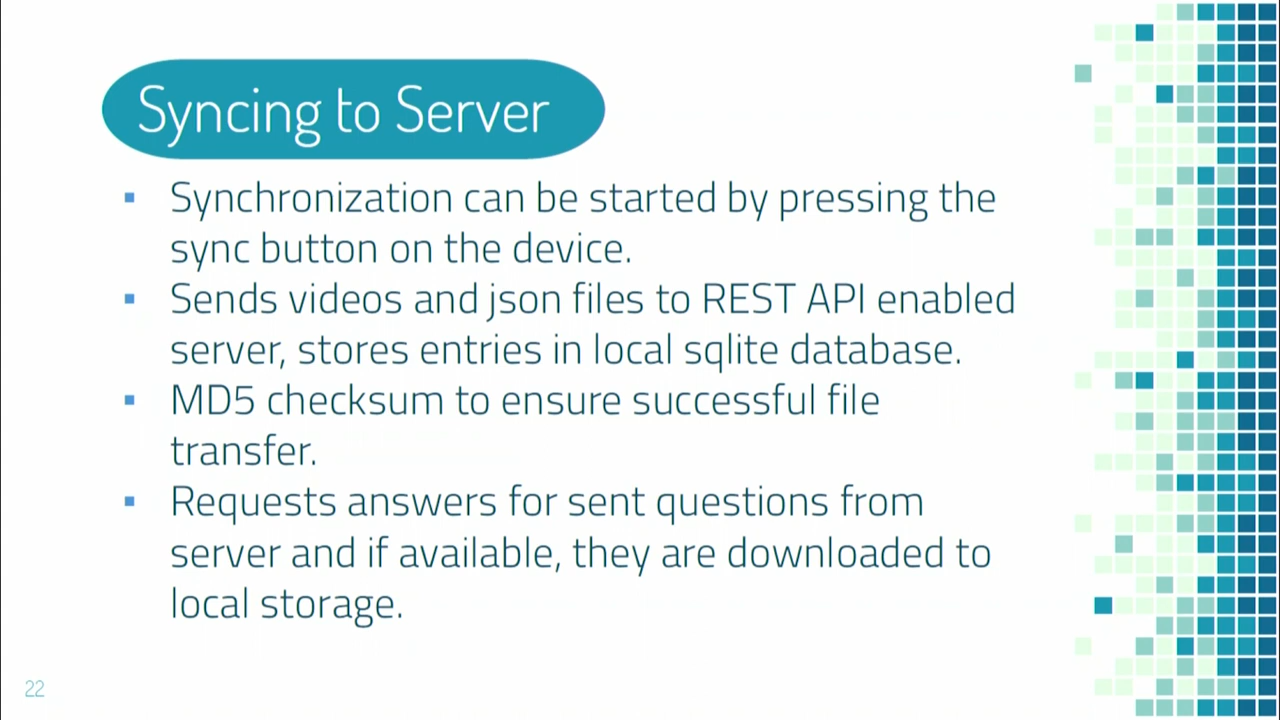 Syncing to Server
▪ Synchronization can be started by pressing the
sync button on the device.
▪ Sends videos and json files to REST API enabled
server, stores entries in local sqlite database.
▪ MD5 checksum to ensure successful file
transfer.
▪ Requests answers for sent questions from
server and if available, they are downloaded to
local storage.
22